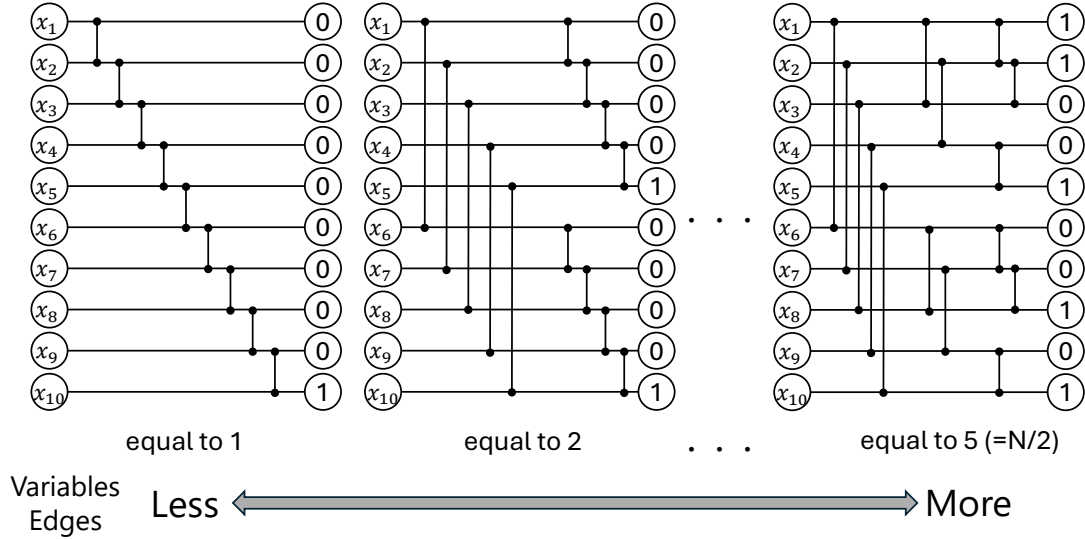 x1 0 x1 0 x1 1
x2 0 x2 0 x2 1
x3 0 x3 0 x3 0
x4 0 x4 0 x4 0
x5 0 x5 1 x5 1
x6 0 x6 0 . . . x6 0
x7 0 x7 0 x7 0
x8 0 x8 0 x8 1
x9 0 x9 0 x9 0
x10 1 x10 1 x10 1
equal to 1 equal to 2 . . . equal to 5 (=N/2)
Variables
Edges
Less More